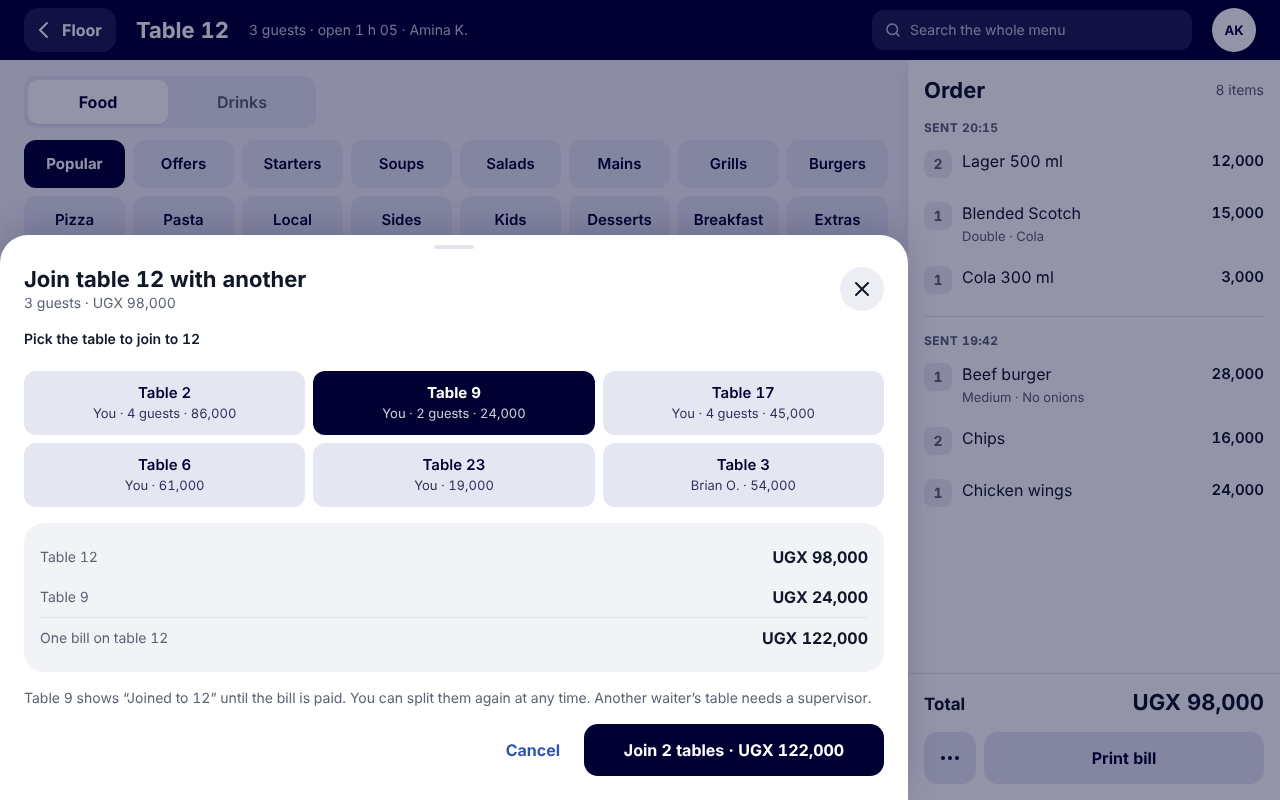 Floor
Table 12
3 guests · open 1 h 05 · Amina K.
Search the whole menu
AK
Food
Drinks
Popular
Offers
Starters
Soups
Salads
Mains
Grills
Burgers
Pizza
Pasta
Local
Sides
Kids
Desserts
Breakfast
Extras
Join table 12 with another
3 guests · UGX 98,000
Pick the table to join to 12
Table 2
You · 4 guests · 86,000
Table 9
You · 2 guests · 24,000
Table 17
You · 4 guests · 45,000
Table 6
You · 61,000
Table 23
You · 19,000
Table 3
Brian O. · 54,000
Table 12 UGX 98,000
Table 9 UGX 24,000
One bill on table 12 UGX 122,000
Table 9 shows “Joined to 12” until the bill is paid. You can split them again at any time. Another waiter’s table needs a supervisor.
Cancel
Join 2 tables · UGX 122,000
Order
8 items
SENT 20:15
2 Lager 500 ml 12,000
1 Blended Scotch 15,000
Double · Cola
1 Cola 300 ml 3,000
SENT 19:42
1 Beef burger 28,000
Medium · No onions
2 Chips 16,000
1 Chicken wings 24,000
Total UGX 98,000
Print bill